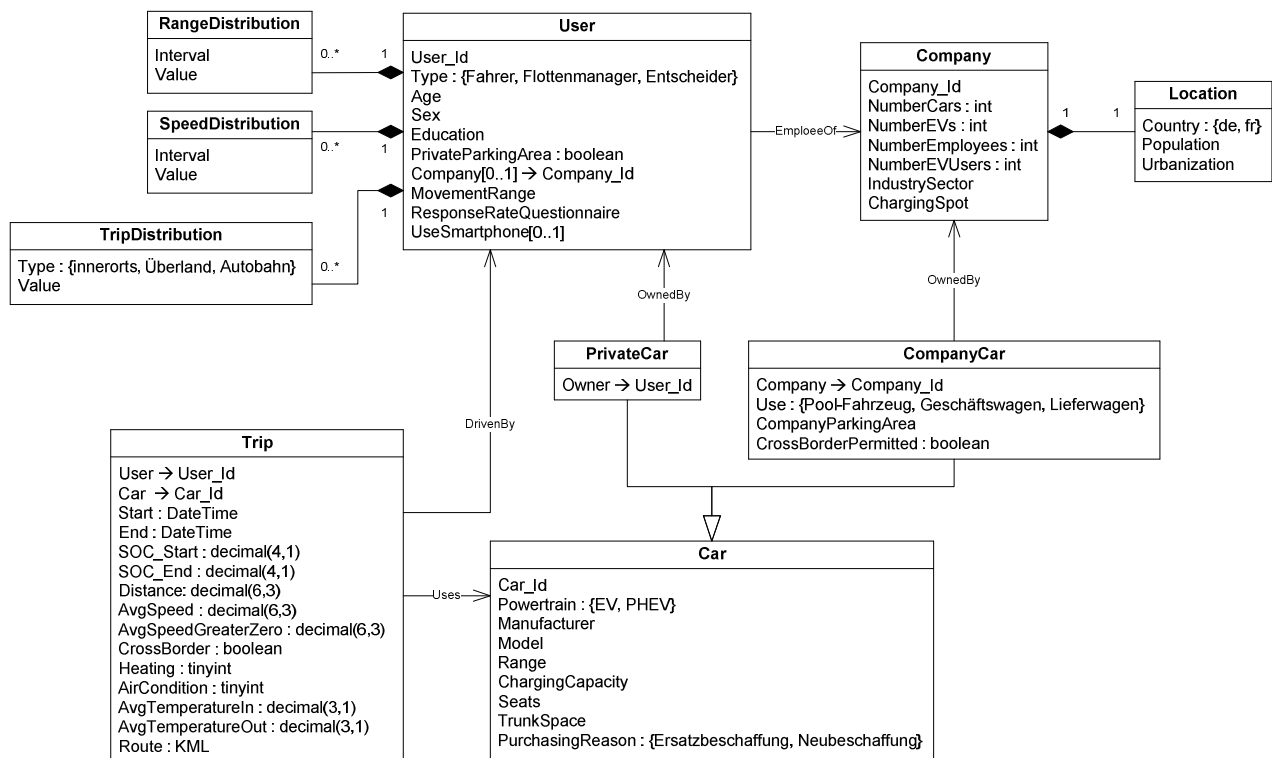 RangeDistribution
Interval
Value
0..*
1
SpeedDistribution
Interval
Value
0..*
1
TripDistribution
Type : {innerorts, Überland, Autobahn}
Value
0..*
1
User
User_Id
Type : {Fahrer, Flottenmanager, Entscheider}
Age
Sex
Education
PrivateParkingArea : boolean
Company[0..1] → Company_Id
MovementRange
ResponseRateQuestionnaire
UseSmartphone[0..1]
EmploeeOf
Company
Company_Id
NumberCars : int
NumberEVs : int
NumberEmployees : int
NumberEVUsers : int
IndustrySector
ChargingSpot
1
1
Location
Country : {de, fr}
Population
Urbanization
OwnedBy
OwnedBy
PrivateCar
Owner → User_Id
CompanyCar
Company → Company_Id
Use : {Pool-Fahrzeug, Geschäftswagen, Lieferwagen}
CompanyParkingArea
CrossBorderPermitted : boolean
DrivenBy
Trip
User → User_Id
Car → Car_Id
Start : DateTime
End : DateTime
SOC_Start : decimal(4,1)
SOC_End : decimal(4,1)
Distance: decimal(6,3)
AvgSpeed : decimal(6,3)
AvgSpeedGreaterZero : decimal(6,3)
CrossBorder : boolean
Heating : tinyint
AirCondition : tinyint
AvgTemperatureIn : decimal(3,1)
AvgTemperatureOut : decimal(3,1)
Route : KML
Uses
Car
Car_Id
Powertrain : {EV, PHEV}
Manufacturer
Model
Range
ChargingCapacity
Seats
TrunkSpace
PurchasingReason : {Ersatzbeschaffung, Neubeschaffung}